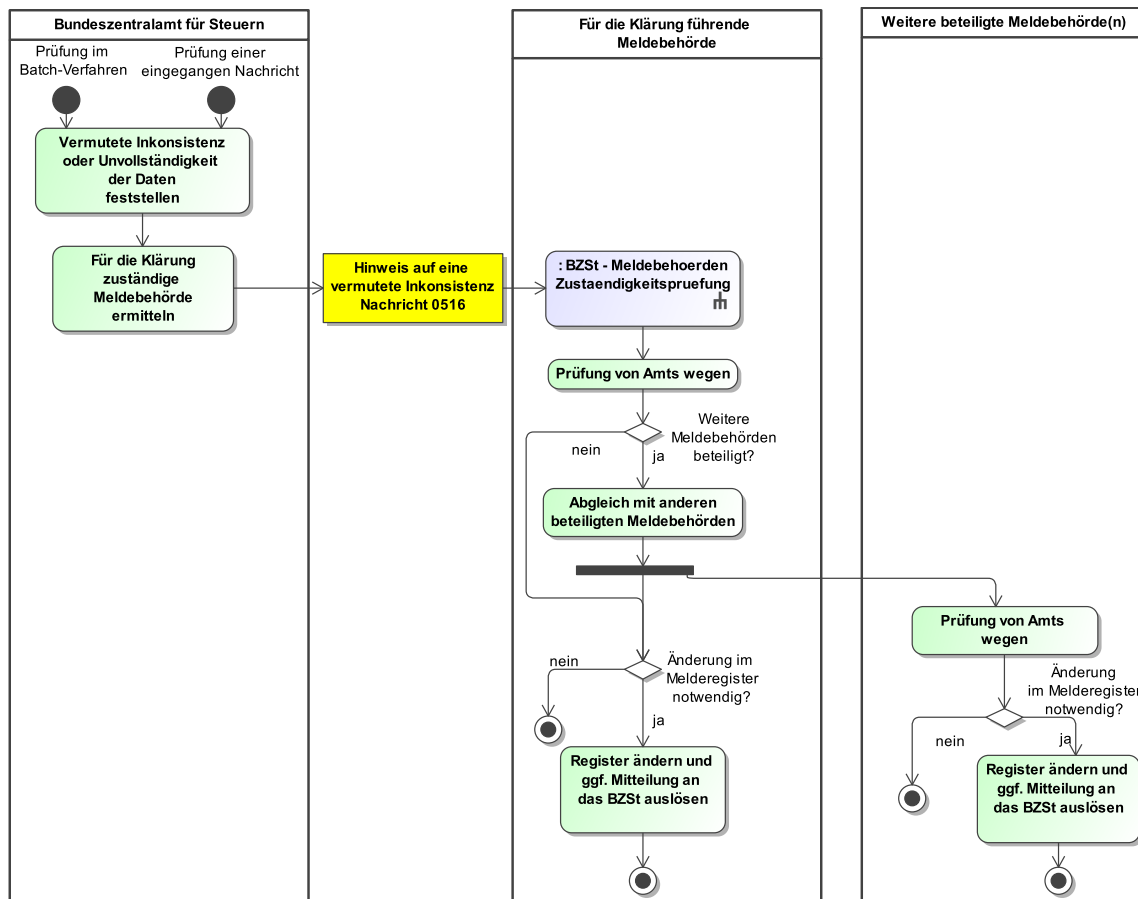 Bundeszentralamt für Steuern
Prüfung im
Batch-Verfahren
Prüfung einer
eingegangen Nachricht
Vermutete Inkonsistenz
oder Unvollständigkeit
der Daten
feststellen
Für die Klärung
zuständige
Meldebehörde
ermitteln
Hinweis auf eine
vermutete Inkonsistenz
Nachricht 0516
Für die Klärung führende
Meldebehörde
: BZSt - Meldebehoerden
Zustaendigkeitspruefung
Prüfung von Amts wegen
Weitere
Meldebehörden
beteiligt?
nein
ja
Abgleich mit anderen
beteiligten Meldebehörden
Änderung im
Melderegister
notwendig?
nein
ja
Register ändern und
ggf. Mitteilung an
das BZSt auslösen
Weitere beteiligte Meldebehörde(n)
Prüfung von Amts
wegen
Änderung
im Melderegister
notwendig?
nein
ja
Register ändern und
ggf. Mitteilung an
das BZSt auslösen